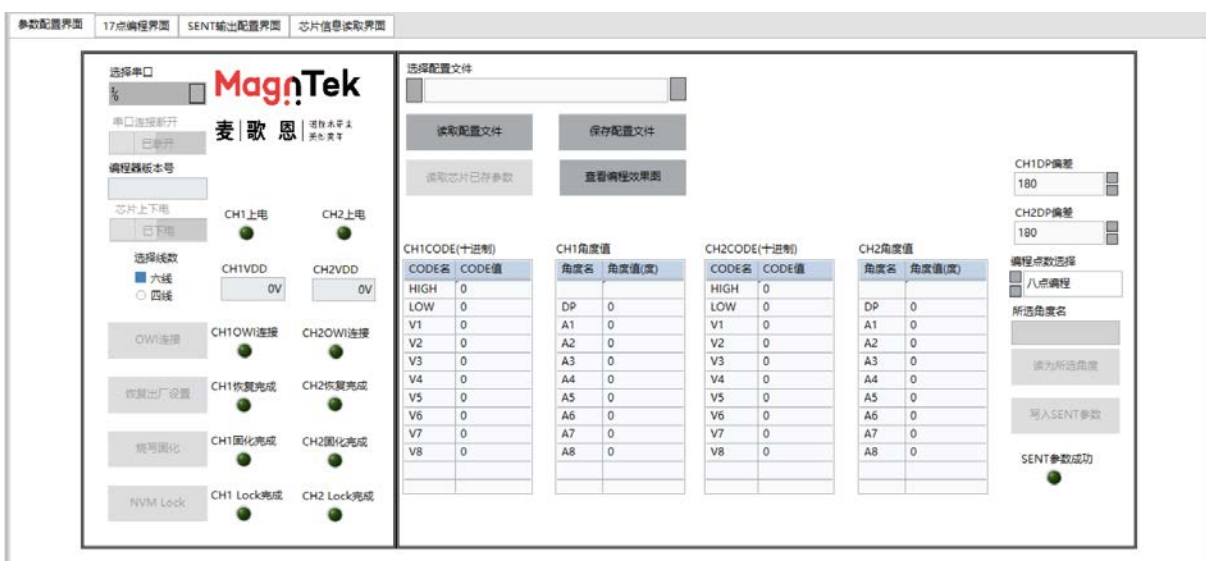 参数配置界面 17点编程界面 SENT输出配置界面 芯片信息读取界面
选择串口
MagnTek
麦歌恩
串口连接断开
已断开
编程器版本号
芯片上下电
已下电
CH1上电 CH2上电
选择线数
六线
四线
CH1VDD CH2VDD
0V 0V
OWI连接 CH1OWI连接 CH2OWI连接
恢复出厂设置 CH1恢复完成 CH2恢复完成
烧写固化 CH1固化完成 CH2固化完成
NVM Lock CH1 Lock完成 CH2 Lock完成
选择配置文件
读取配置文件 保存配置文件
读取芯片已存参数 查看编程效果图
CH1CODE(十进制) CH1角度值 CH2CODE(十进制) CH2角度值
CODE名 CODE值 角度名 角度值(度) CODE名 CODE值 角度名 角度值(度)
HIGH 0 HIGH 0
LOW 0 DP 0 LOW 0 DP 0
V1 0 A1 0 V1 0 A1 0
V2 0 A2 0 V2 0 A2 0
V3 0 A3 0 V3 0 A3 0
V4 0 A4 0 V4 0 A4 0
V5 0 A5 0 V5 0 A5 0
V6 0 A6 0 V6 0 A6 0
V7 0 A7 0 V7 0 A7 0
V8 0 A8 0 V8 0 A8 0
CH1DP偏差
180
CH2DP偏差
180
编程点数选择
八点编程
所选角度名
读为所选角度
写入SENT参数
SENT参数成功